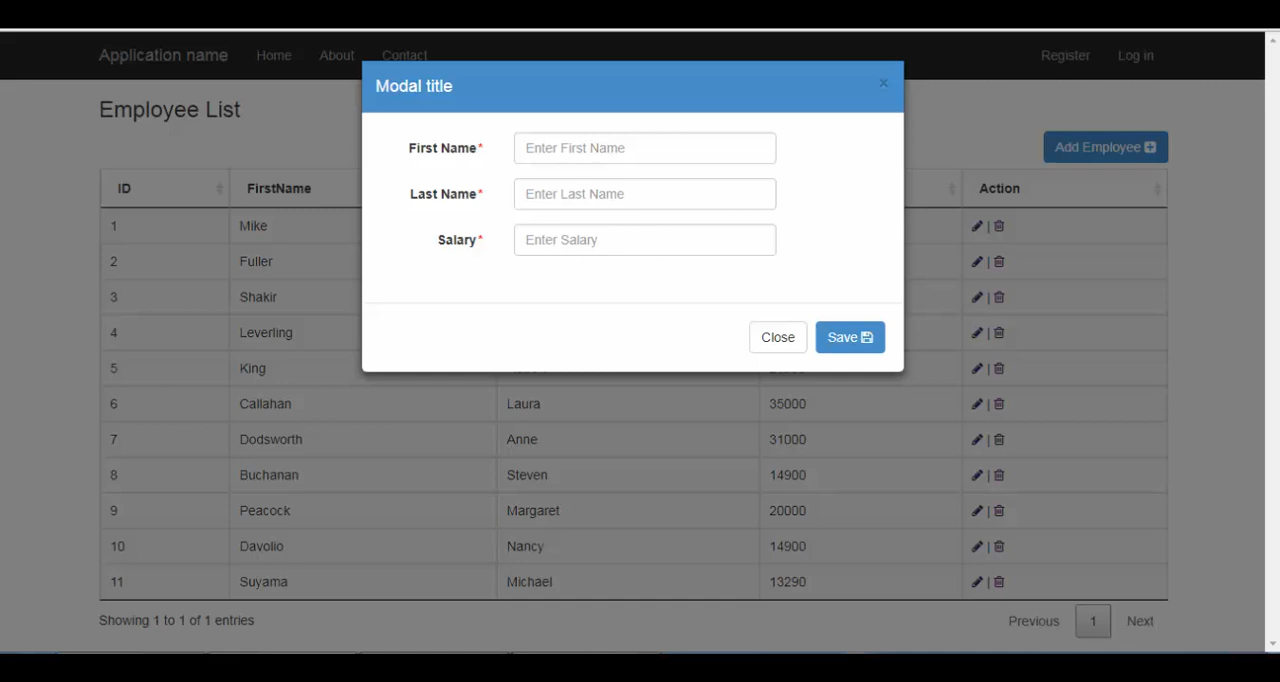 Application name Home About Contact Register Log in
Modal title ×
Employee List
First Name* Enter First Name
Add Employee
Last Name* Enter Last Name
ID FirstName Action
Salary* Enter Salary
1 Mike |
2 Fuller |
3 Shakir |
4 Leverling |
Close Save
5 King |
6 Callahan Laura 35000 |
7 Dodsworth Anne 31000 |
8 Buchanan Steven 14900 |
9 Peacock Margaret 20000 |
10 Davolio Nancy 14900 |
11 Suyama Michael 13290 |
Showing 1 to 1 of 1 entries Previous 1 Next